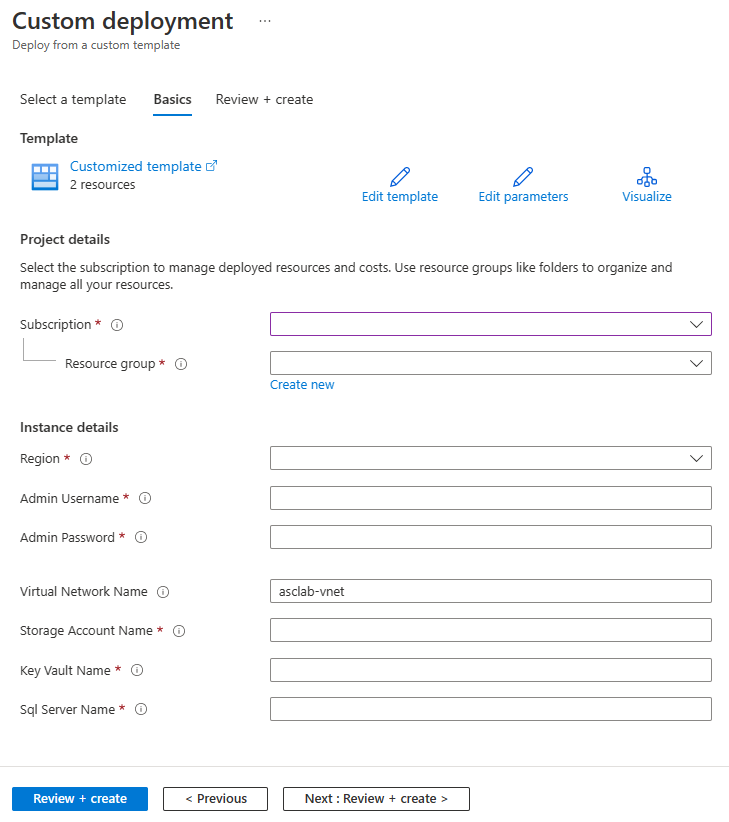 Custom deployment ...
Deploy from a custom template
Select a template Basics Review + create
Template
Customized template
2 resources
Edit template Edit parameters Visualize
Project details
Select the subscription to manage deployed resources and costs. Use resource groups like folders to organize and
manage all your resources.
Subscription *
Resource group *
Create new
Instance details
Region *
Admin Username *
Admin Password *
Virtual Network Name asclab-vnet
Storage Account Name *
Key Vault Name *
Sql Server Name *
Review + create < Previous Next : Review + create >